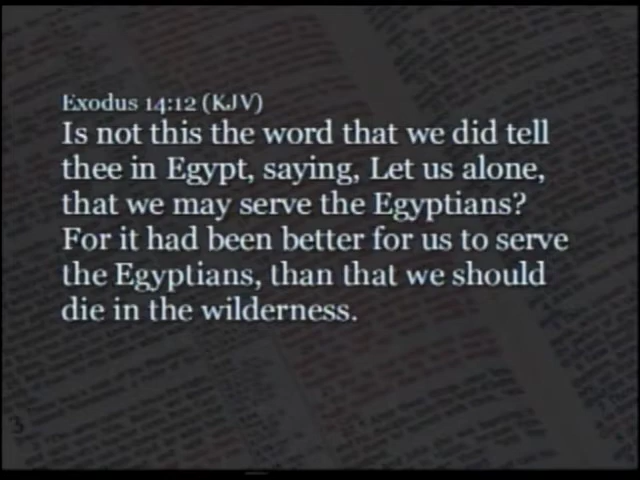 Exodus 14:12 (KJV)
Is not this the word that we did tell
thee in Egypt, saying, Let us alone,
that we may serve the Egyptians?
For it had been better for us to serve
the Egyptians, than that we should
die in the wilderness.
3